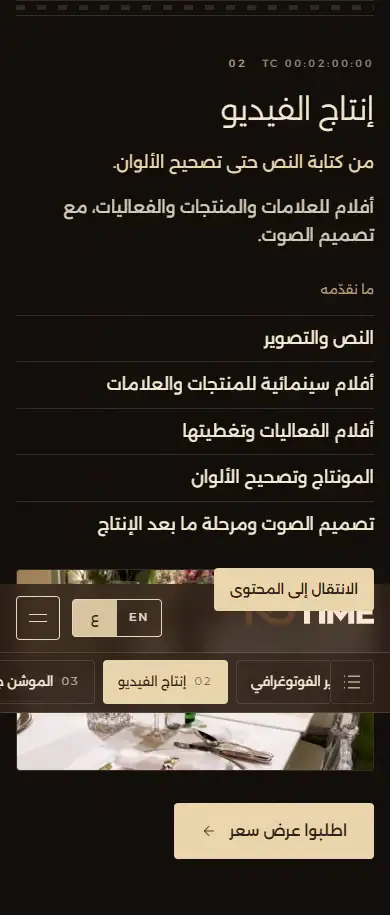 02 TC 00:02:00:00
إنتاج الفيديو
من كتابة النص حتى تصحيح الألوان.
أفلام للعلامات والمنتجات والفعاليات، مع
تصميم الصوت.
ما نقدّمه
النص والتصوير
أفلام سينمائية للمنتجات والعلامات
أفلام الفعاليات وتغطيتها
المونتاج وتصحيح الألوان
تصميم الصوت ومرحلة ما بعد الإنتاج
الانتقال إلى المحتوى
TIME
EN
ع
02 إنتاج الفيديو
03 الموشن
اطلبوا عرض سعر ←